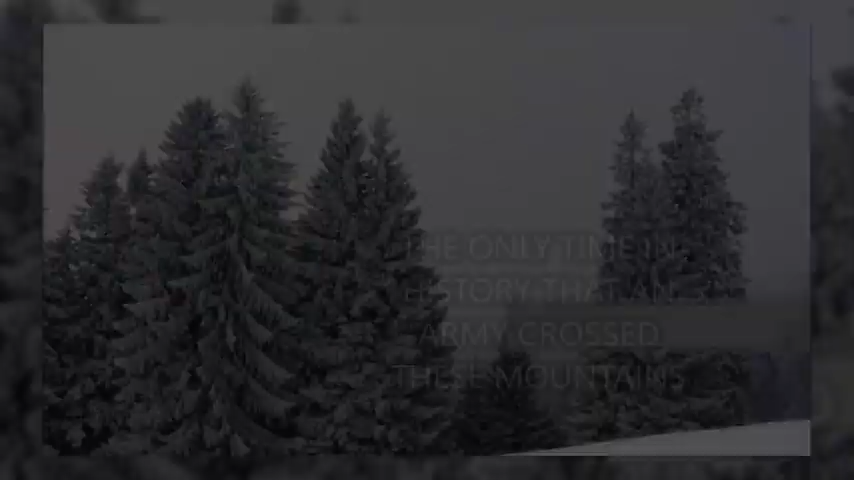 THE ONLY TIME IN
HISTORY THAT AN
ARMY CROSSED
THESE MOUNTAINS